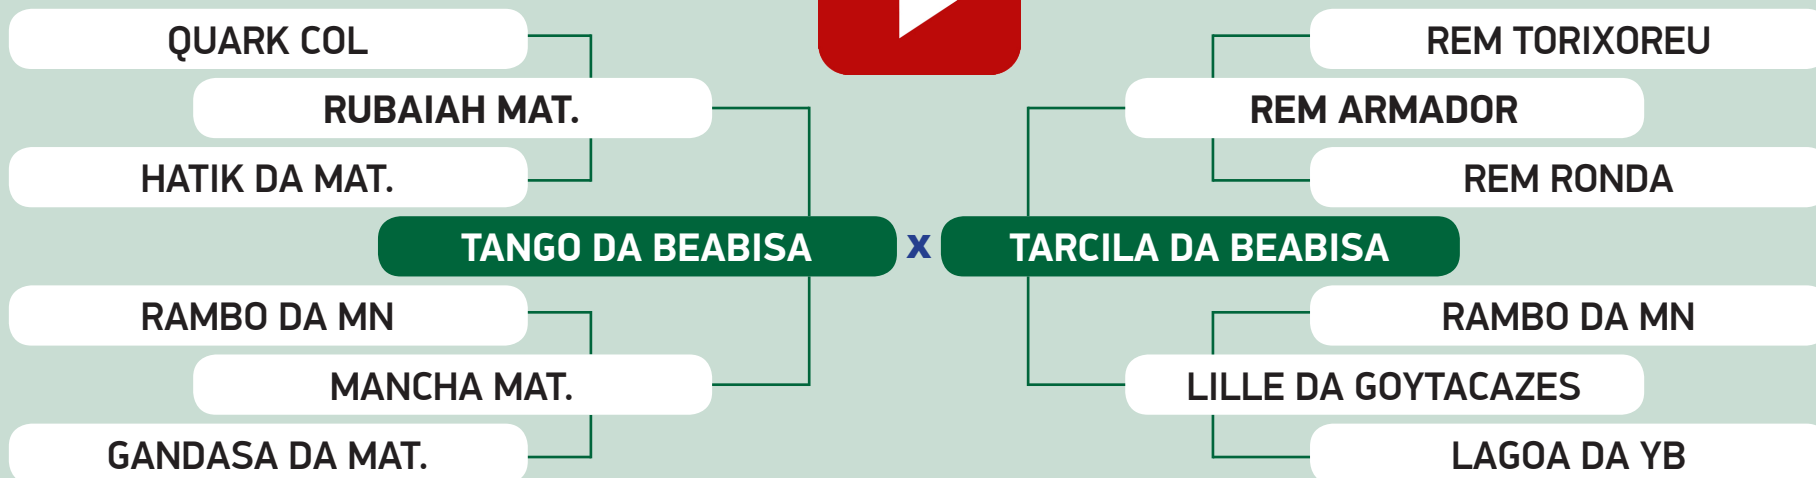 QUARK COL
RUBAIAH MAT.
HATIK DA MAT.
TANGO DA BEABISA
RAMBO DA MN
MANCHA MAT.
GANDASA DA MAT.
x
REM TORIXOREU
REM ARMADOR
REM RONDA
TARCILA DA BEABISA
RAMBO DA MN
LILLE DA GOYTACAZES
LAGOA DA YB